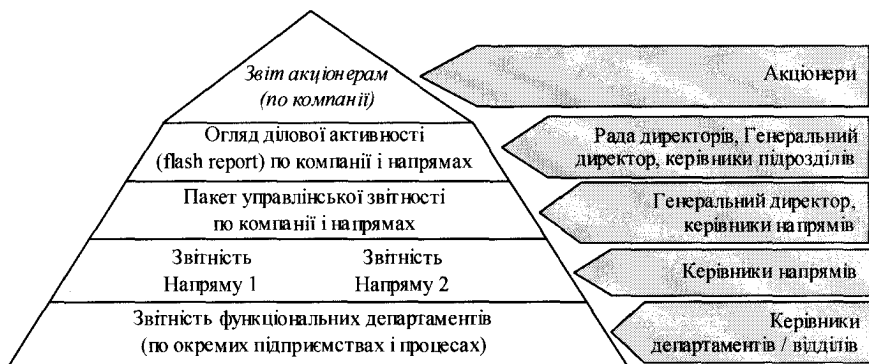 Звіт акціонерам
(по компанії)
Акціонери
Огляд ділової активності
(flash report) по компанії і напрямах
Рада директорів, Генеральний
директор, керівники підрозділів
Пакет управлінської звітності
по компанії і напрямах
Генеральний директор,
керівники напрямів
Звітність
Напряму 1
Звітність
Напряму 2
Керівники напрямів
Звітність функціональних департаментів
(по окремих підприємствах і процесах)
Керівники
департаментів / відділів